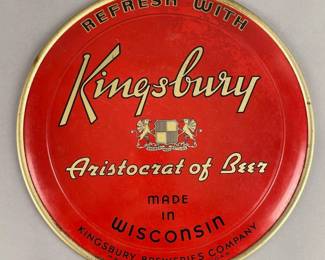 REFRESH WITH
Kingsbury
Aristocrat of Beer
MADE
IN
WISCONSIN
KINGSBURY BREWERIES COMPANY